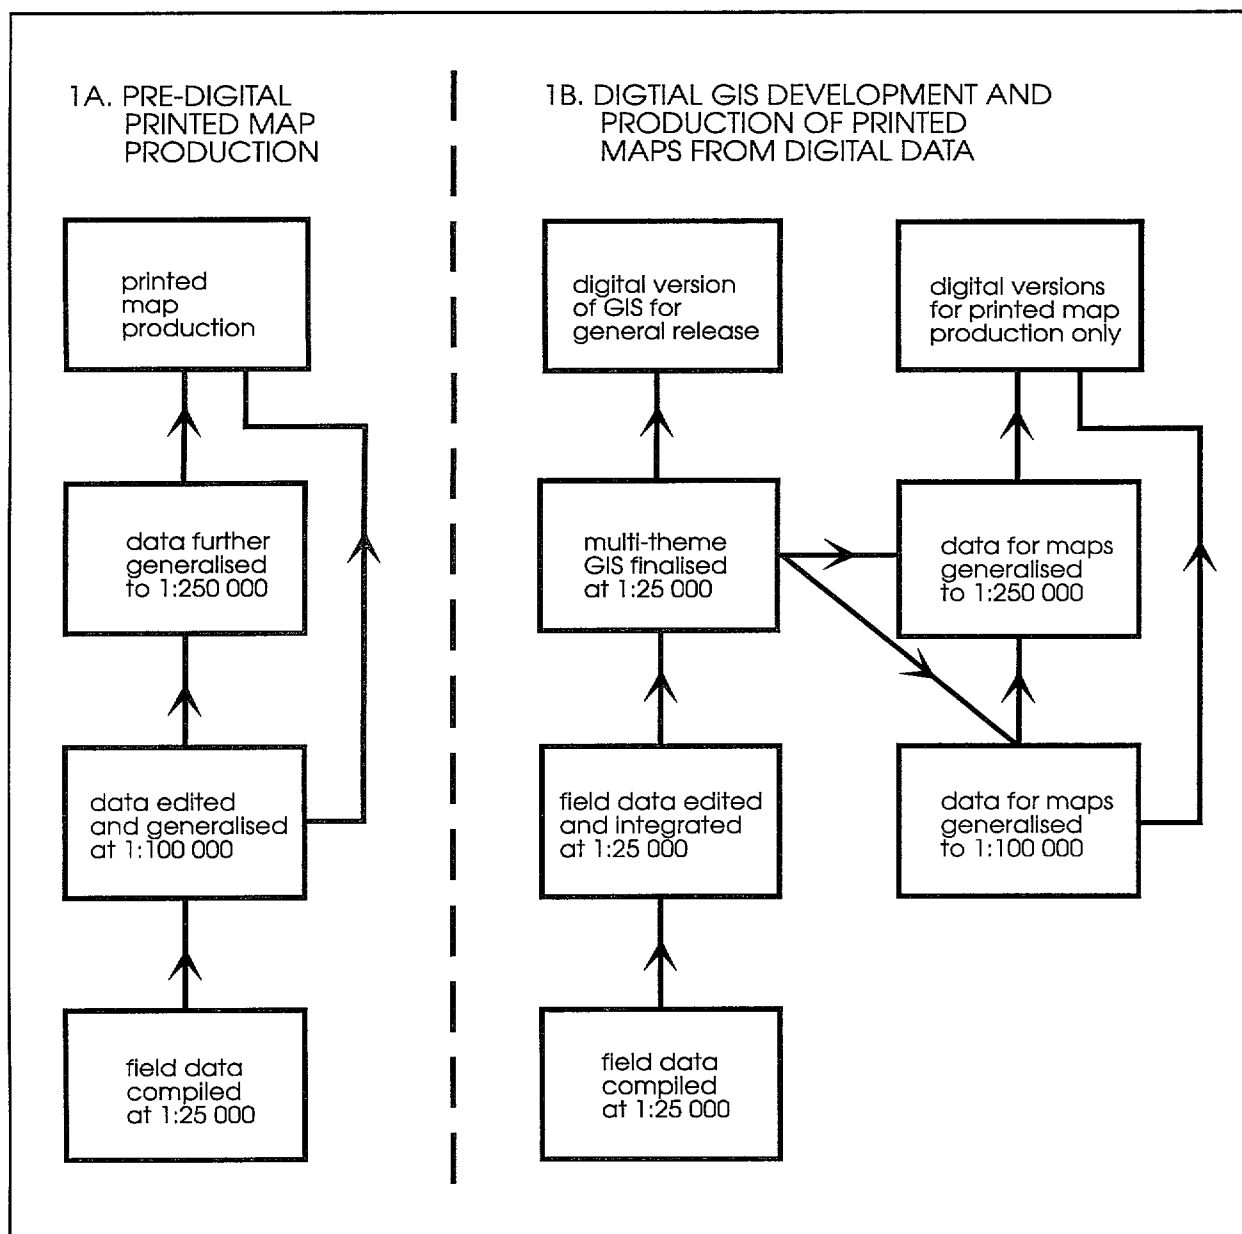 1A. PRE-DIGITAL
PRINTED MAP
PRODUCTION
printed
map
production
data further
generalised
to 1:250 000
data edited
and generalised
at 1:100 000
field data
compiled
at 1:25 000
1B. DIGTIAL GIS DEVELOPMENT AND
PRODUCTION OF PRINTED
MAPS FROM DIGITAL DATA
digital version
of GIS for
general release
digital versions
for printed map
production only
multi-theme
GIS finalised
at 1:25 000
data for maps
generalised
to 1:250 000
field data edited
and integrated
at 1:25 000
data for maps
generalised
to 1:100 000
field data
compiled
at 1:25 000